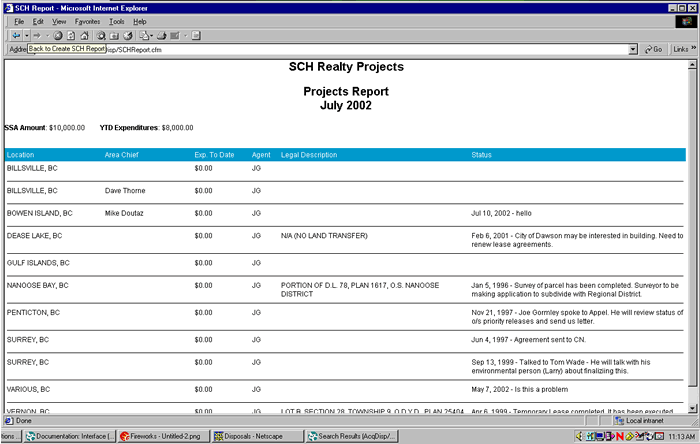 SCH Report - Microsoft Internet Explorer
File Edit View Favorites Tools Help
Back to Create SCH Report
Addre isp/SCHReport.cfm Go Links »
SCH Realty Projects
Projects Report
July 2002
SSA Amount: $10,000.00 YTD Expenditures: $8,000.00
Location Area Chief Exp. To Date Agent Legal Description Status
BILLSVILLE, BC $0.00 JG
BILLSVILLE, BC Dave Thorne $0.00 JG
BOWEN ISLAND, BC Mike Doutaz $0.00 JG Jul 10, 2002 - hello
DEASE LAKE, BC $0.00 JG N/A (NO LAND TRANSFER) Feb 6, 2001 - City of Dawson may be interested in building. Need to
renew lease agreements.
GULF ISLANDS, BC $0.00 JG
NANOOSE BAY, BC $0.00 JG PORTION OF D.L. 78, PLAN 1617, O.S. NANOOSE Jan 5, 1996 - Survey of parcel has been completed. Surveyor to be
DISTRICT making application to subdivide with Regional District.
PENTICTON, BC $0.00 JG Nov 21, 1997 - Joe Gormley spoke to Appel. He will review status of
o/s priority releases and send us letter.
SURREY, BC $0.00 JG Jun 4, 1997 - Agreement sent to CN.
SURREY, BC $0.00 JG Sep 13, 1999 - Talked to Tom Wade - He will talk with his
environmental person (Larry) about finalizing this.
VARIOUS, BC $0.00 JG May 7, 2002 - Is this a problem
VERNON, BC $0.00 JG LOT B, SECTION 28, TOWNSHIP 9, O.D.Y.D., PLAN 25404 Apr 6, 1999 - Temporary Lease completed. It has been executed
Done Local intranet
tions ... Documentation: Interface (... Fireworks - Untitled-2.png Disposals - Netscape Search Results [AcqDisp/... 11:13AM